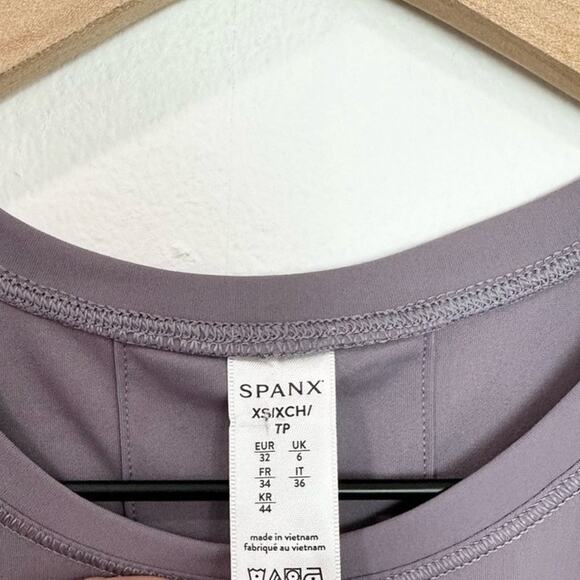 SPANX
XS/XCH/
TP
EUR UK
32 6
FR IT
34 36
KR
44
made in vietnam
fabriqué au vietnam